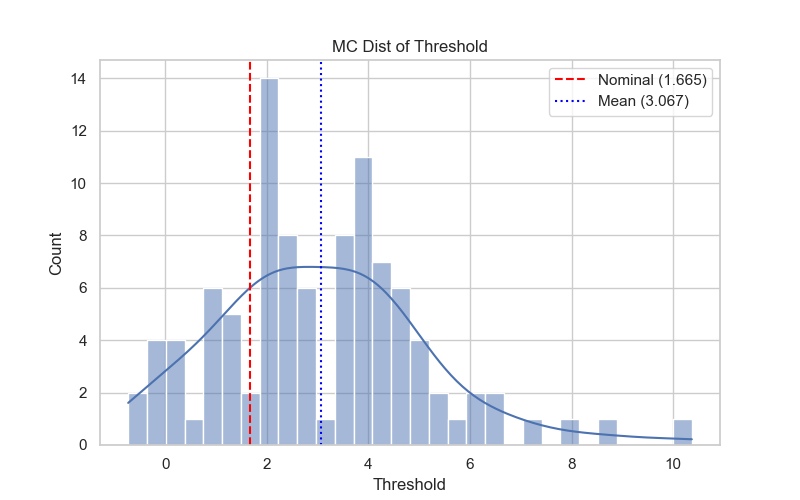 MC Dist of Threshold
Nominal (1.665)
Mean (3.067)
14
12
10
8
6
4
2
0
Count
0 2 4 6 8 10
Threshold